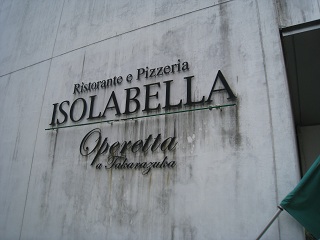 Ristorante e Pizzeria
ISOLABELLA
Operetta
a Takarazuka